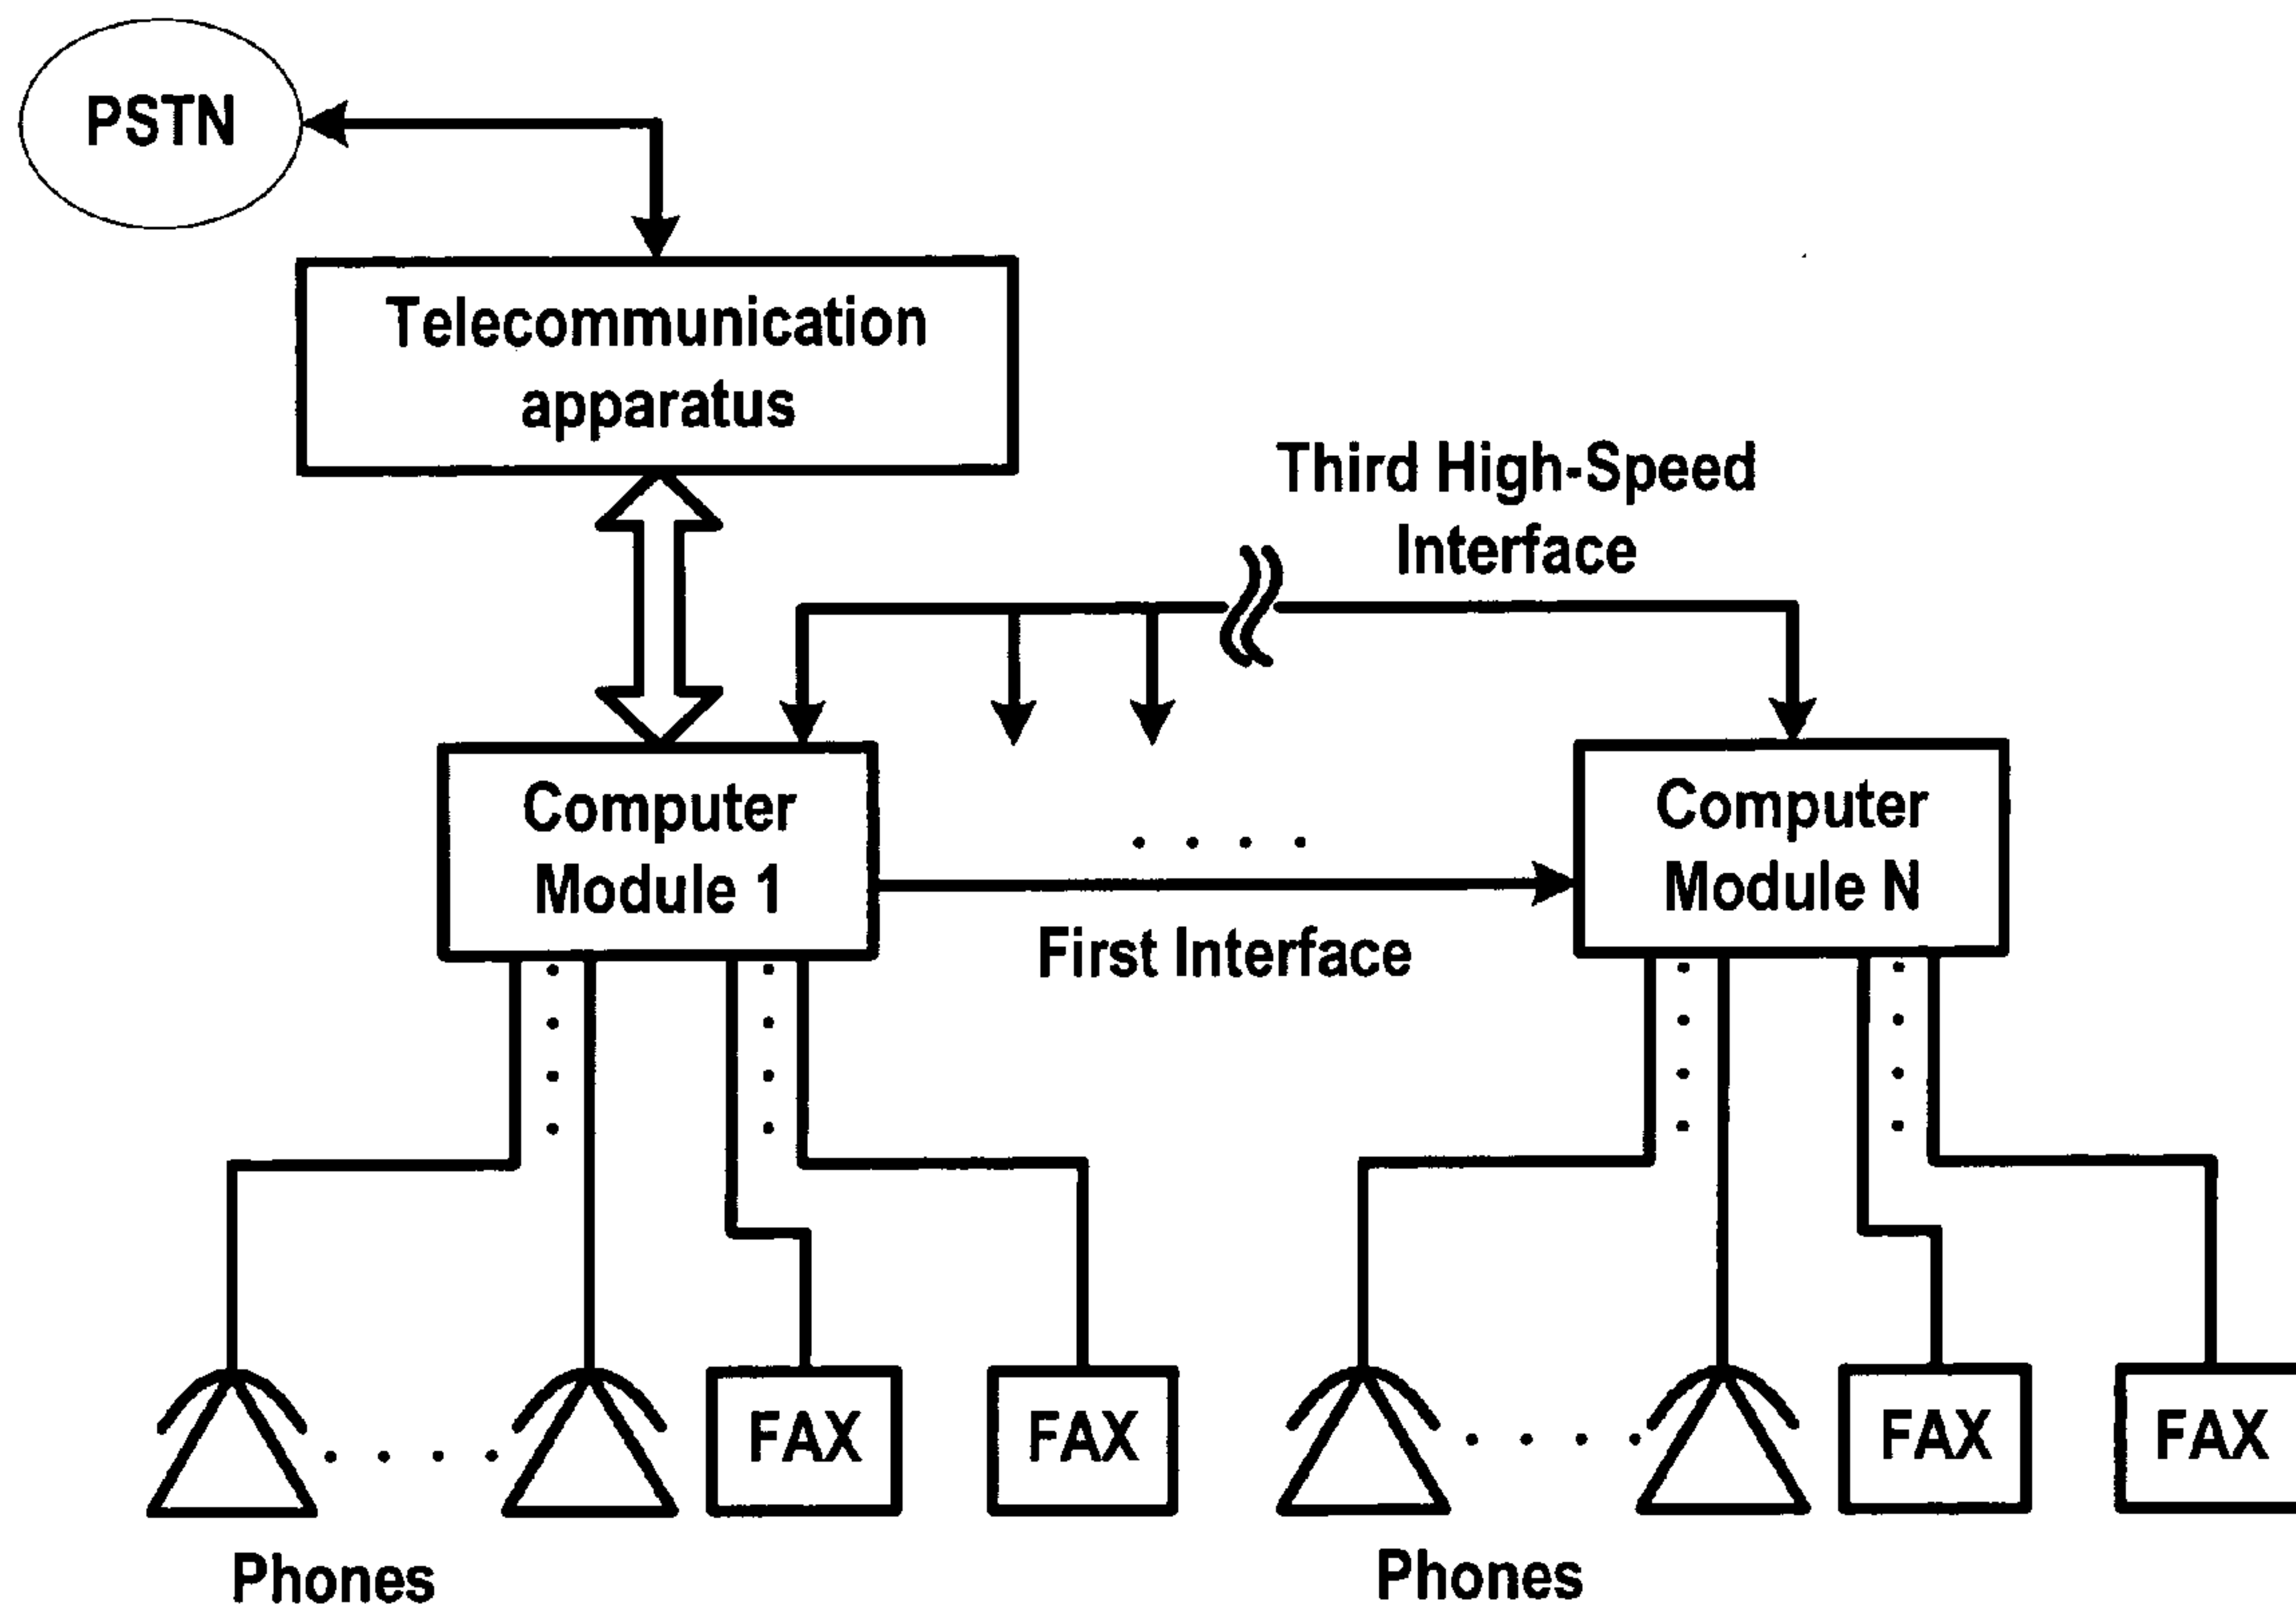 PSTN
Telecommunication
apparatus
Third High-Speed
Interface
Computer
Module 1
Computer
Module N
First Interface
FAX
FAX
FAX
FAX
Phones
Phones